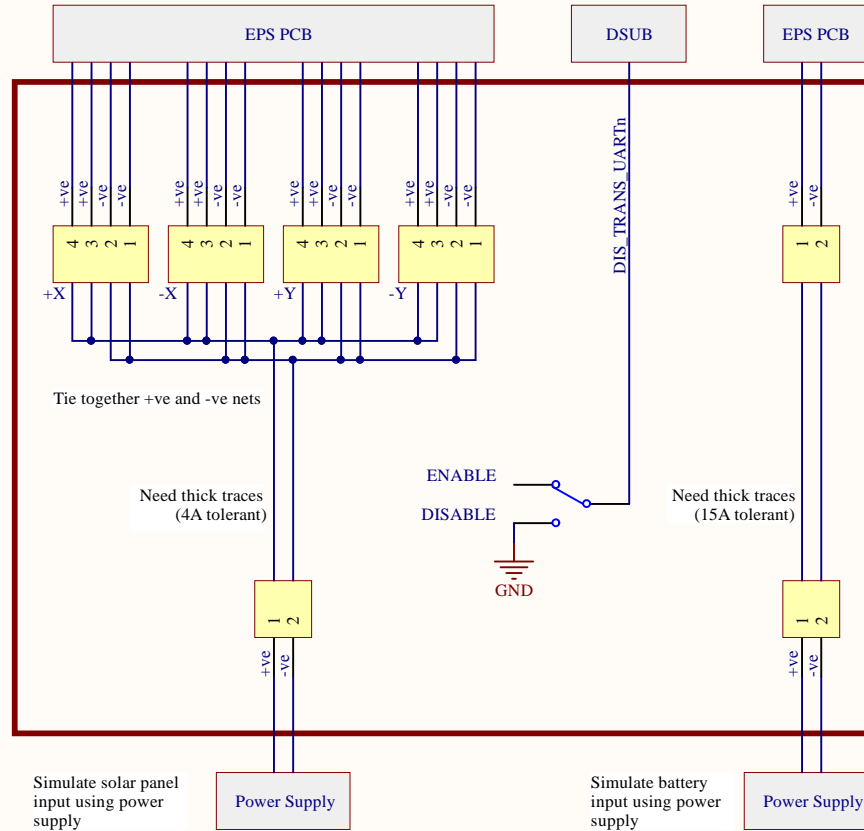 EPS PCB
DSUB
EPS PCB
DIS_TRANS_UARTn
+ve
+ve
-ve
-ve
+ve
+ve
-ve
-ve
+ve
+ve
-ve
-ve
+ve
+ve
-ve
-ve
+ve
-ve
4
3
2
1
4
3
2
1
4
3
2
1
4
3
2
1
1
2
+X
-X
+Y
-Y
Tie together +ve and -ve nets
ENABLE
DISABLE
GND
Need thick traces
(4A tolerant)
Need thick traces
(15A tolerant)
1
2
+ve
-ve
1
2
+ve
-ve
Simulate solar panel
input using power
supply
Power Supply
Simulate battery
input using power
supply
Power Supply